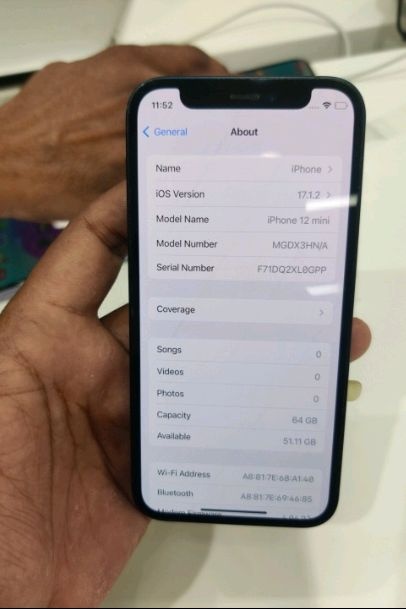 11:52
General About
Name iPhone
iOS Version 17.1.2
Model Name iPhone 12 mini
Model Number MGDX3HN/A
Serial Number F71DQ2XL0GPP
Coverage
Songs 0
Videos 0
Photos 0
Capacity 64 GB
Available 51.11 GB
Wi-Fi Address A8:81:7E:68:A1:48
Bluetooth A8:81:7E:69:46:85